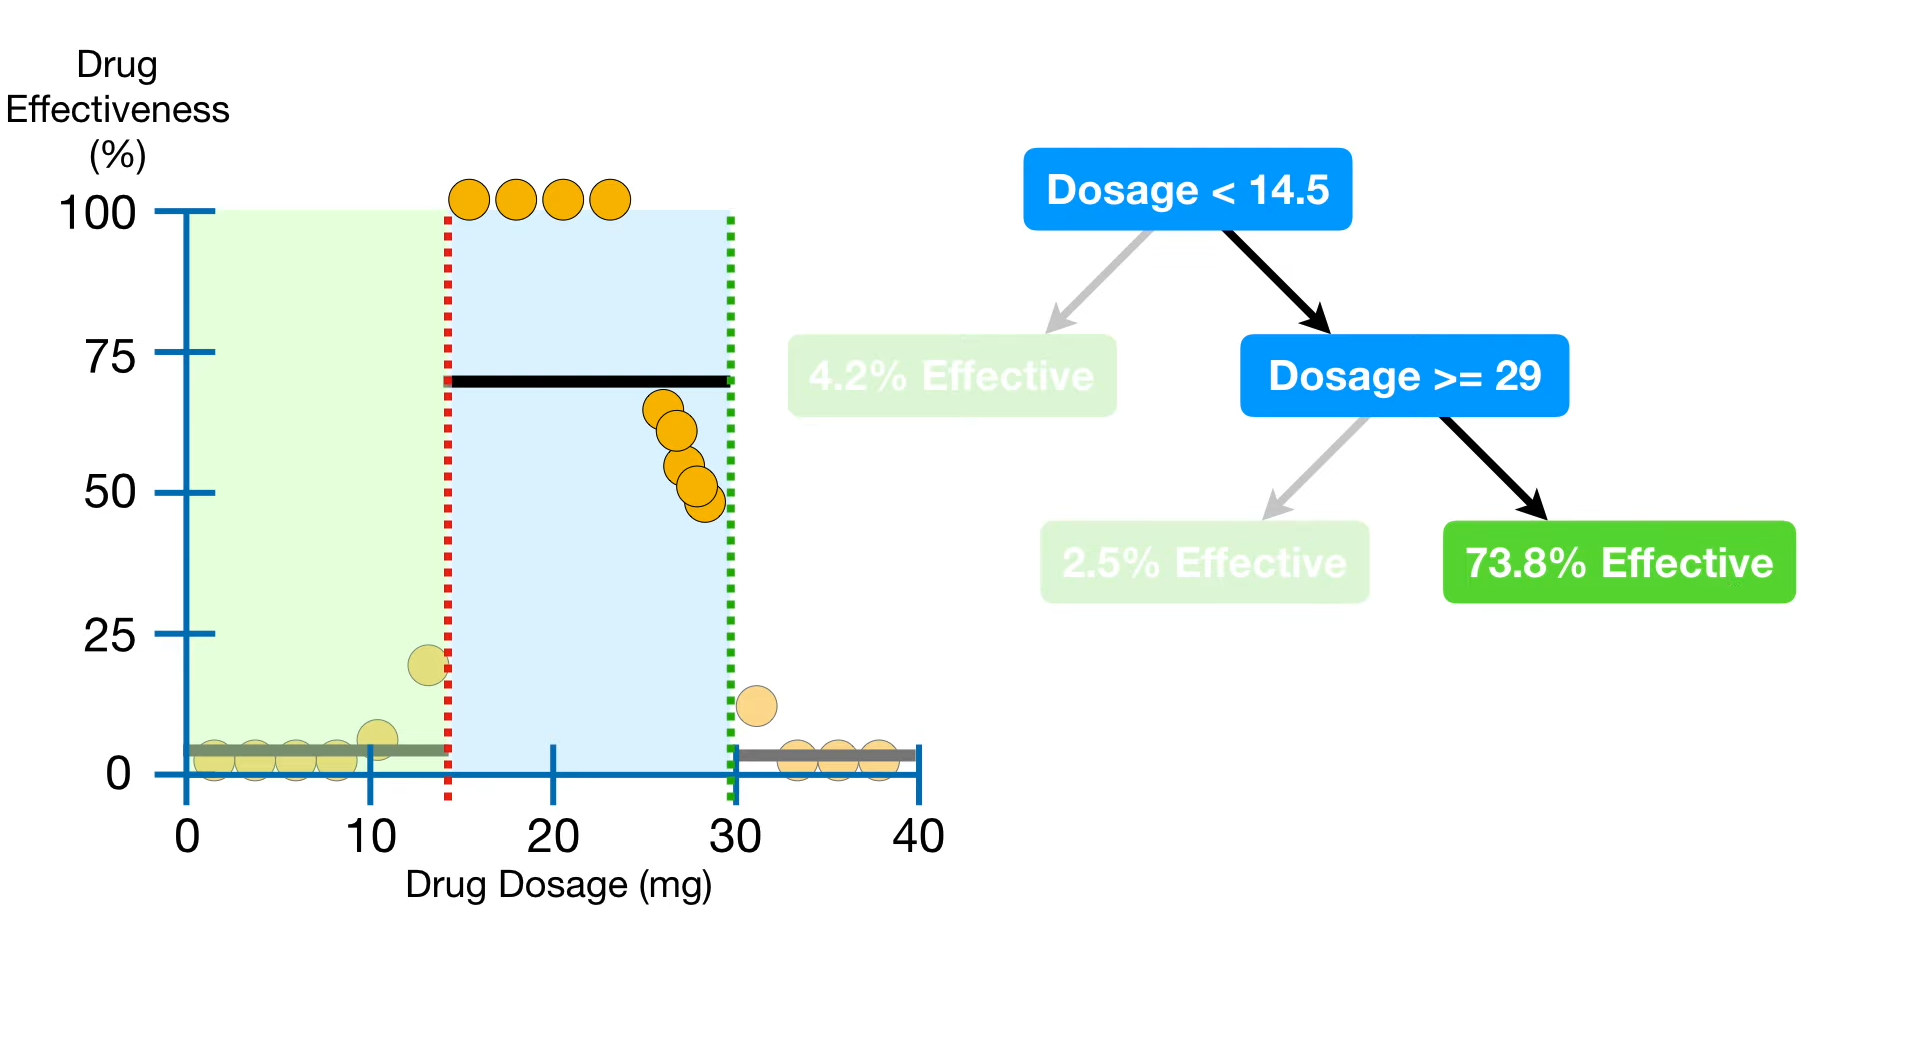 Drug
Effectiveness
(%)
100
75
50
25
0
0 10 20 30 40
Drug Dosage (mg)
Dosage < 14.5
4.2% Effective
Dosage >= 29
2.5% Effective
73.8% Effective